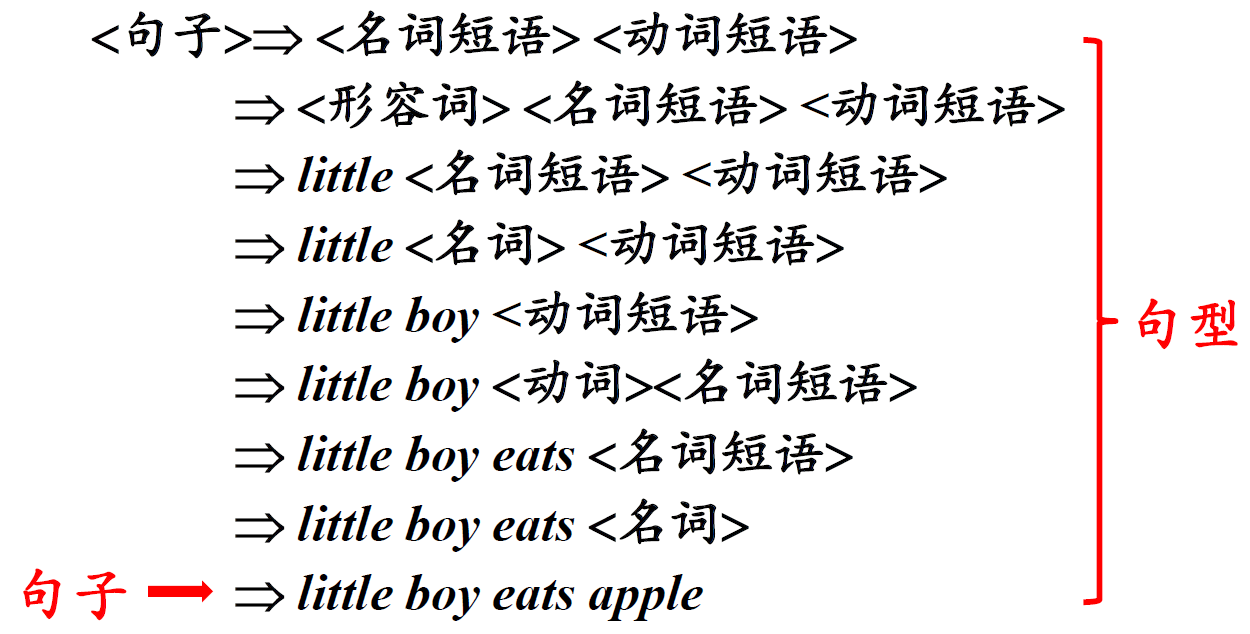 <句子>⇒ <名词短语> <动词短语>
⇒ <形容词> <名词短语> <动词短语>
⇒ little <名词短语> <动词短语>
⇒ little <名词> <动词短语>
⇒ little boy <动词短语>
⇒ little boy <动词><名词短语>
⇒ little boy eats <名词短语>
⇒ little boy eats <名词>
句子 ⇒ little boy eats apple
句型